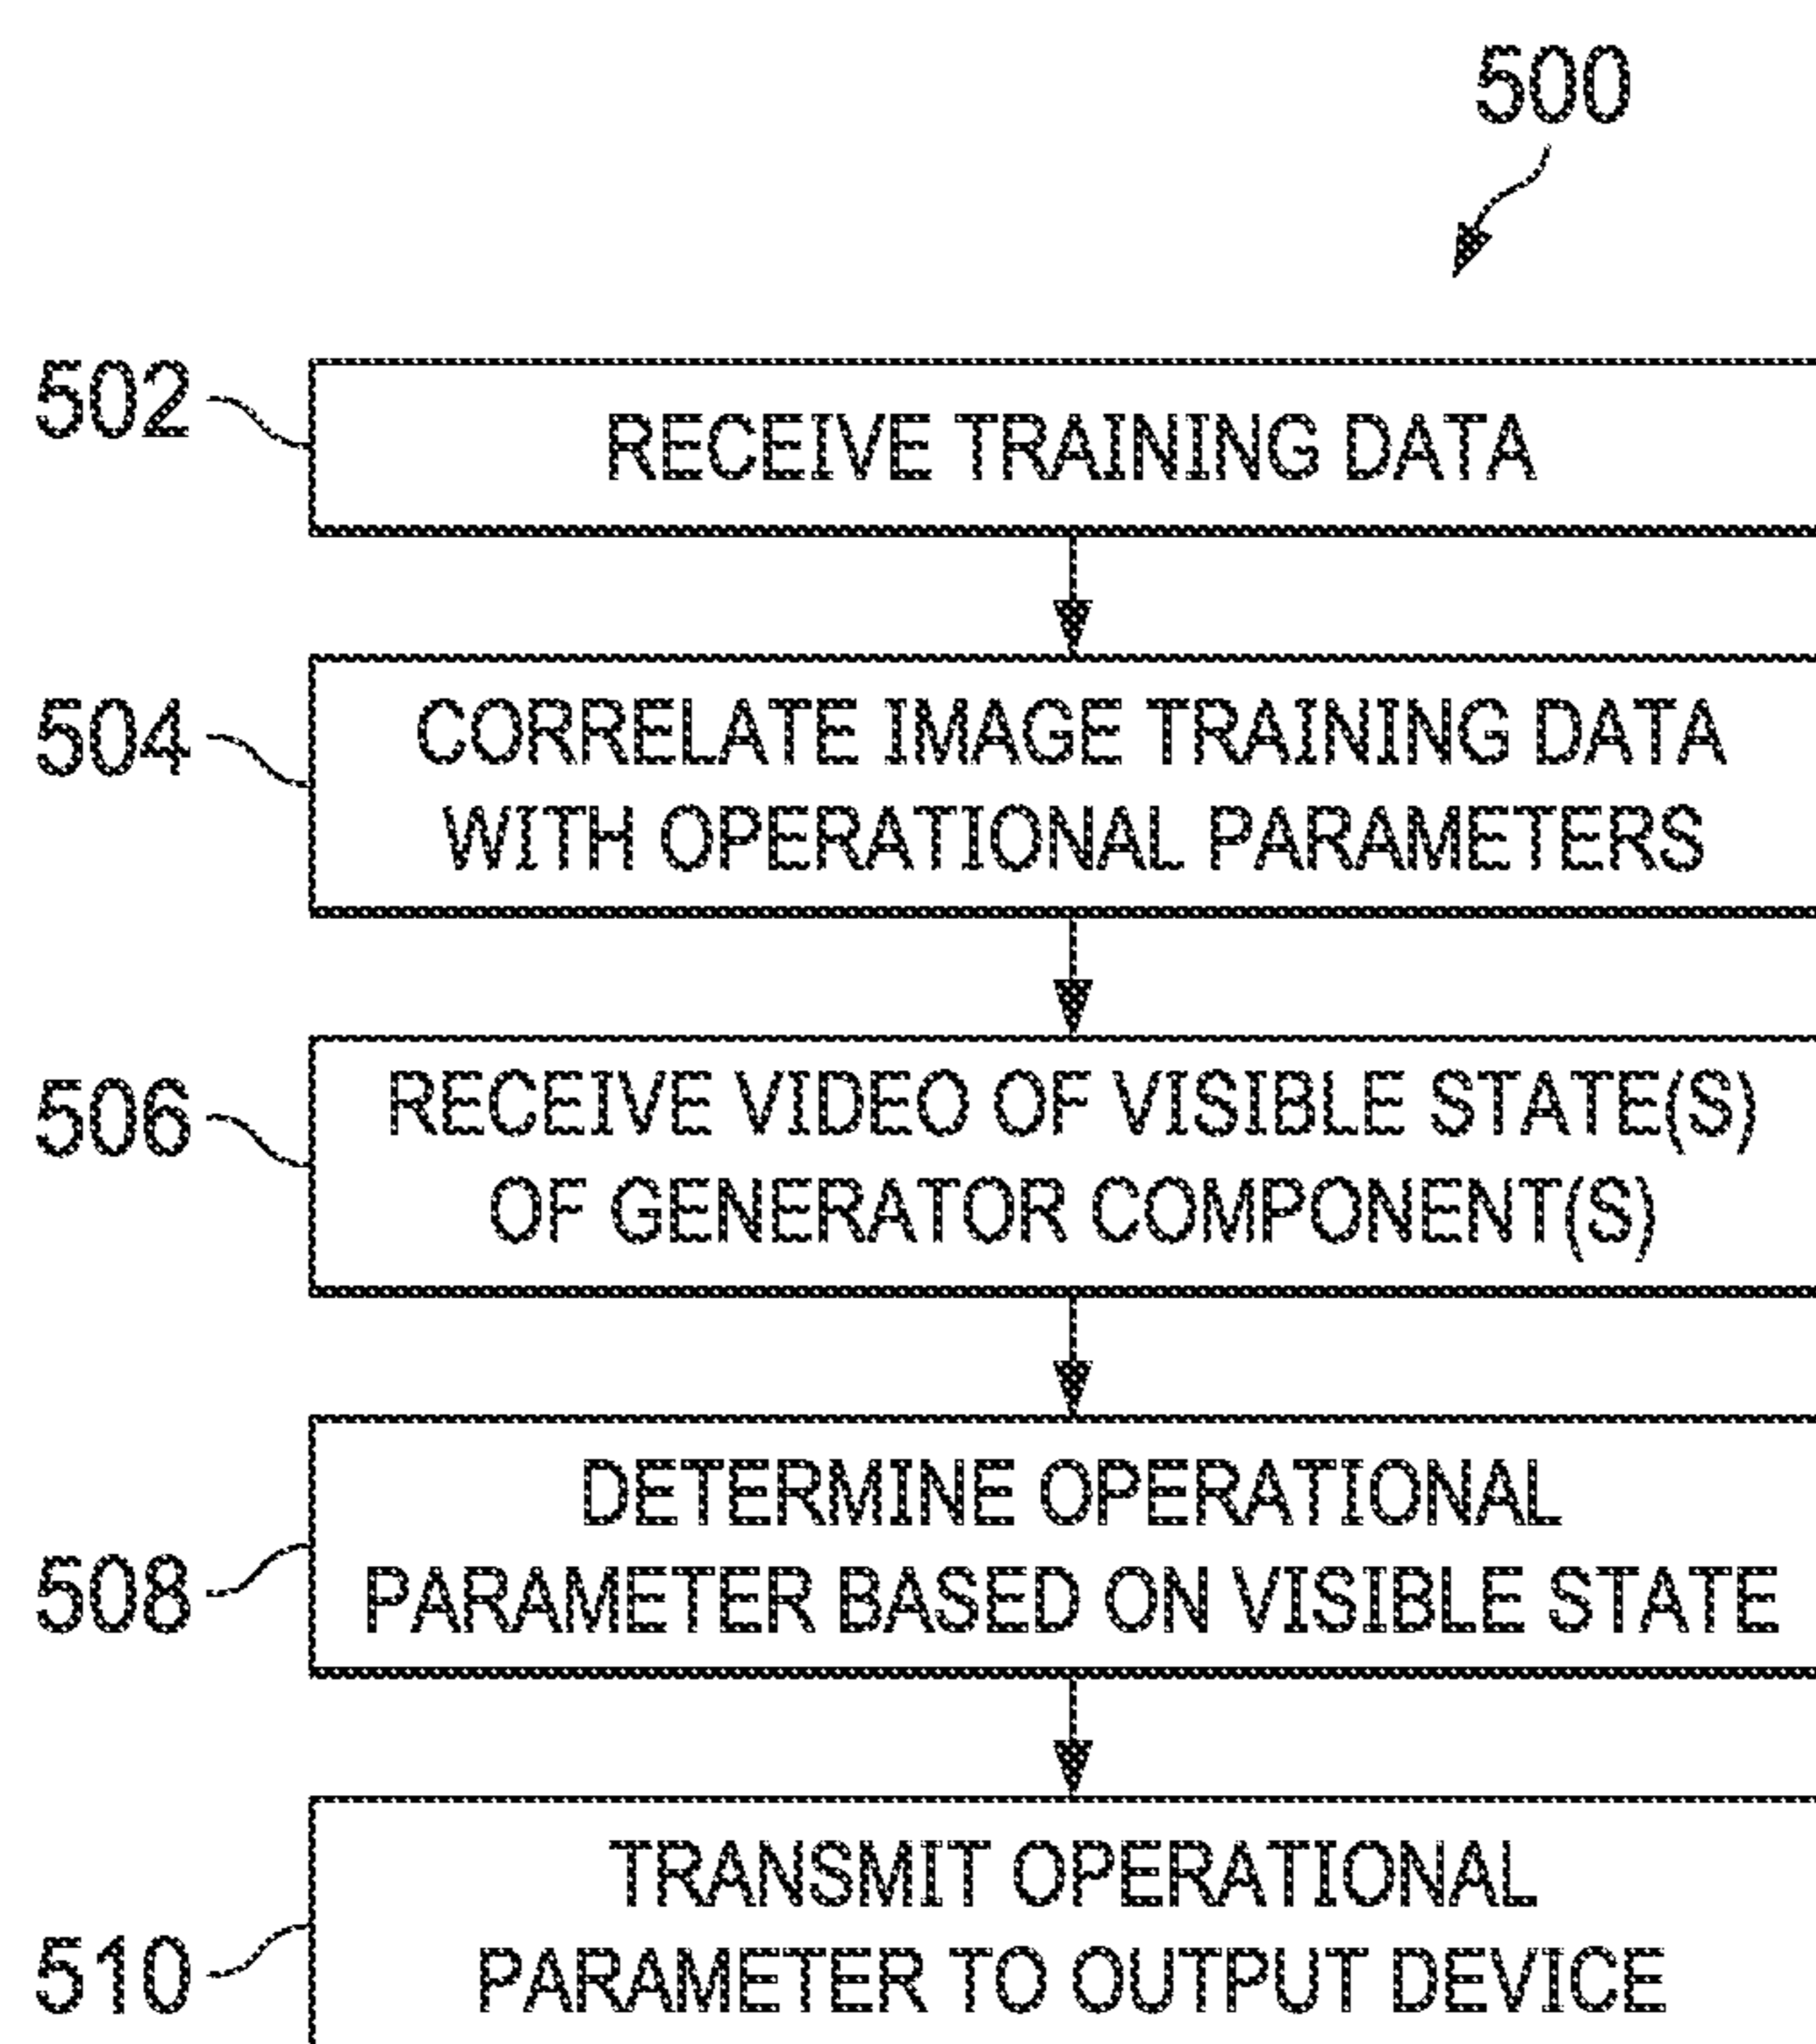 500
502
RECEIVE TRAINING DATA
504
CORRELATE IMAGE TRAINING DATA
WITH OPERATIONAL PARAMETERS
506
RECEIVE VIDEO OF VISIBLE STATE(S)
OF GENERATOR COMPONENT(S)
508
DETERMINE OPERATIONAL
PARAMETER BASED ON VISIBLE STATE
510
TRANSMIT OPERATIONAL
PARAMETER TO OUTPUT DEVICE